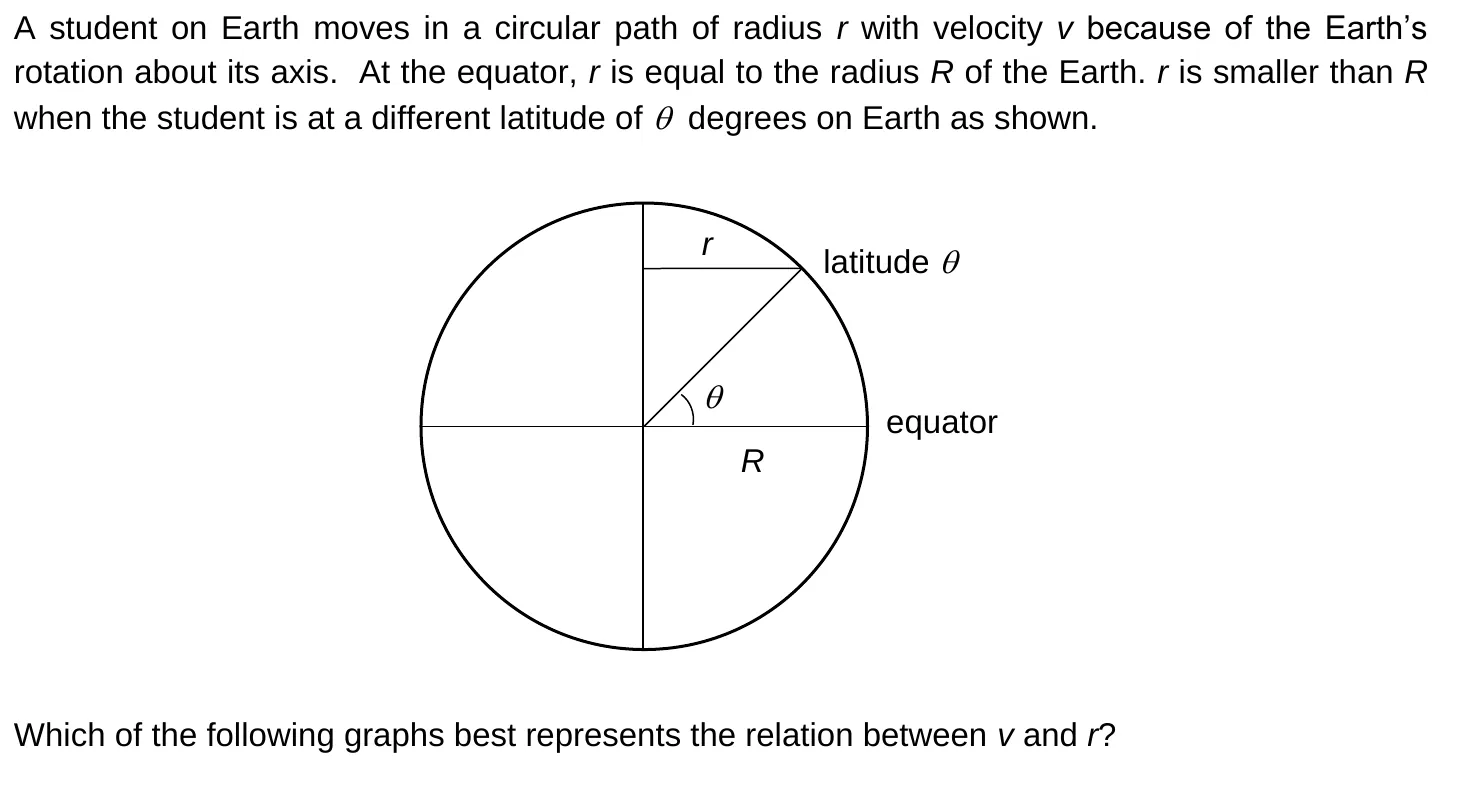 A student on Earth moves in a circular path of radius r with velocity v because of the Earth’s
rotation about its axis. At the equator, r is equal to the radius R of the Earth. r is smaller than R
when the student is at a different latitude of θ degrees on Earth as shown.
r
latitude θ
θ
equator
R
Which of the following graphs best represents the relation between v and r?